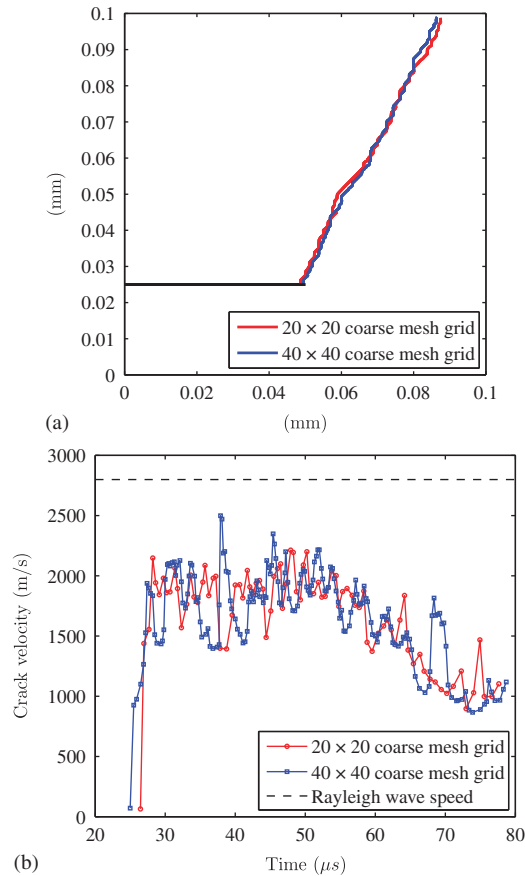 0.1
0.09
0.08
0.07
0.06
0.05
0.04
0.03
0.02
0.01
0
(mm)
20 × 20 coarse mesh grid
40 × 40 coarse mesh grid
0 0.02 0.04 0.06 0.08 0.1
(mm)
(a)
3000
2500
2000
1500
1000
500
0
Crack velocity (m/s)
20 × 20 coarse mesh grid
40 × 40 coarse mesh grid
Rayleigh wave speed
20 30 40 50 60 70 80
Time (μs)
(b)